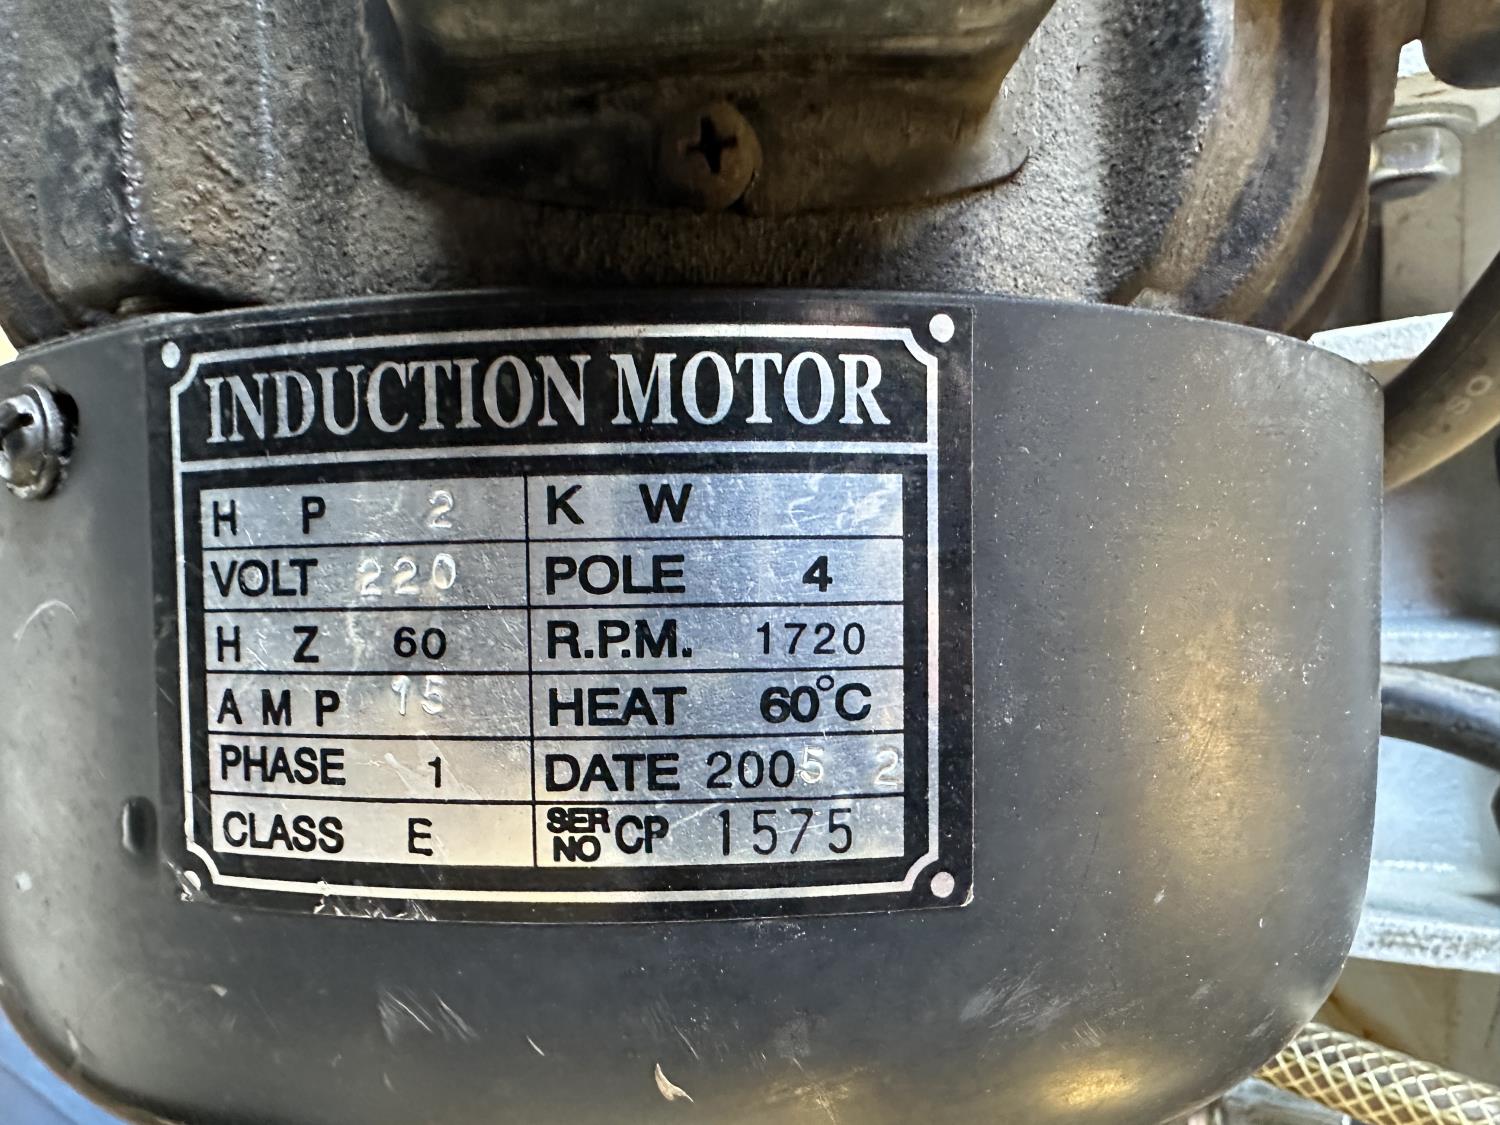 INDUCTION MOTOR
H P 2 K W
VOLT 220 POLE 4
H Z 60 R.P.M. 1720
A M P 15 HEAT 60°C
PHASE 1 DATE 2005 2
CLASS E SER NO CP 1575